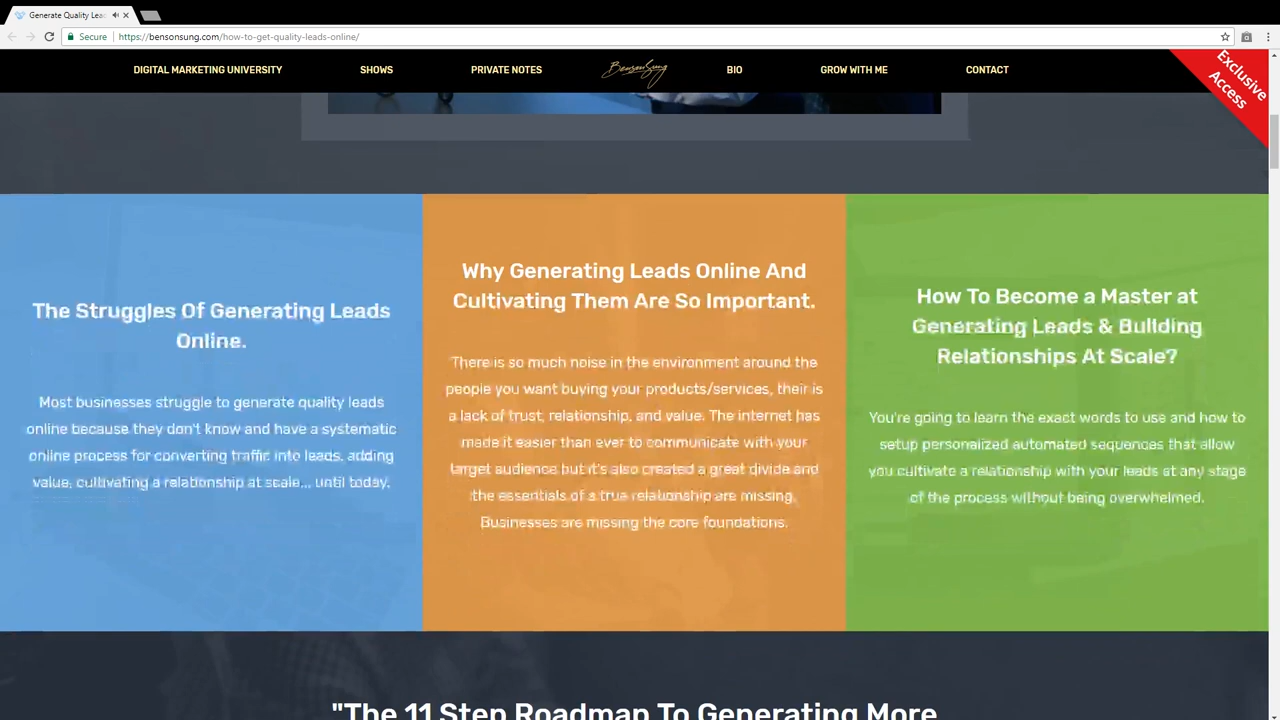 Generate Quality Lea
Secure
https://bensonsung.com/how-to-get-quality-leads-online/
DIGITAL MARKETING UNIVERSITY
SHOWS
PRIVATE NOTES
BensonSung
BIO
GROW WITH ME
CONTACT
Exclusive
Access
The Struggles Of Generating Leads
Online.
Most businesses struggle to generate quality leads
online because they don't know and have a systematic
online process for converting traffic into leads, adding
value, cultivating a relationship at scale... until today.
Why Generating Leads Online And
Cultivating Them Are So Important.
There is so much noise in the environment around the
people you want buying your products/services, their is
a lack of trust, relationship, and value. The internet has
made it easier than ever to communicate with your
target audience but it's also created a great divide and
the essentials of a true relationship are missing.
Businesses are missing the core foundations.
How To Become a Master at
Generating Leads & Building
Relationships At Scale?
You're going to learn the exact words to use and how to
setup personalized automated sequences that allow
you cultivate a relationship with your leads at any stage
of the process without being overwhelmed.
"The 11 Step Roadmap To Generating More